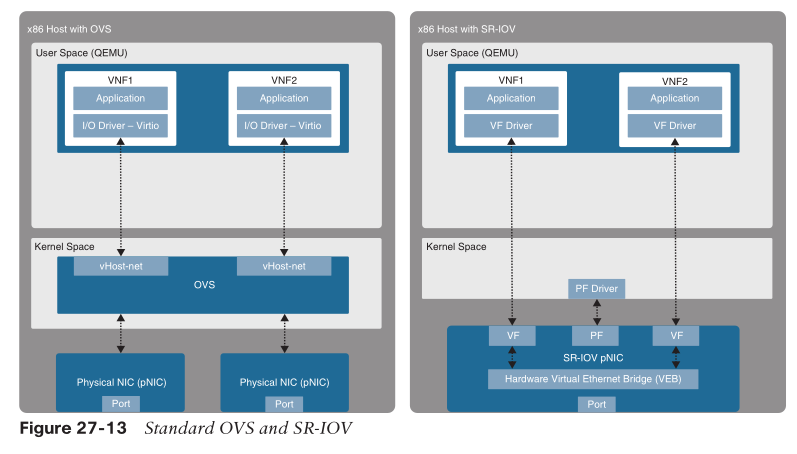 x86 Host with OVS
User Space (QEMU)
VNF1
Application
I/O Driver – Virtio
VNF2
Application
I/O Driver – Virtio
Kernel Space
vHost-net
vHost-net
OVS
Physical NIC (pNIC)
Port
Physical NIC (pNIC)
Port
x86 Host with SR-IOV
User Space (QEMU)
VNF1
Application
VF Driver
VNF2
Application
VF Driver
Kernel Space
PF Driver
VF
PF
VF
SR-IOV pNIC
Hardware Virtual Ethernet Bridge (VEB)
Port
Figure 27-13 Standard OVS and SR-IOV